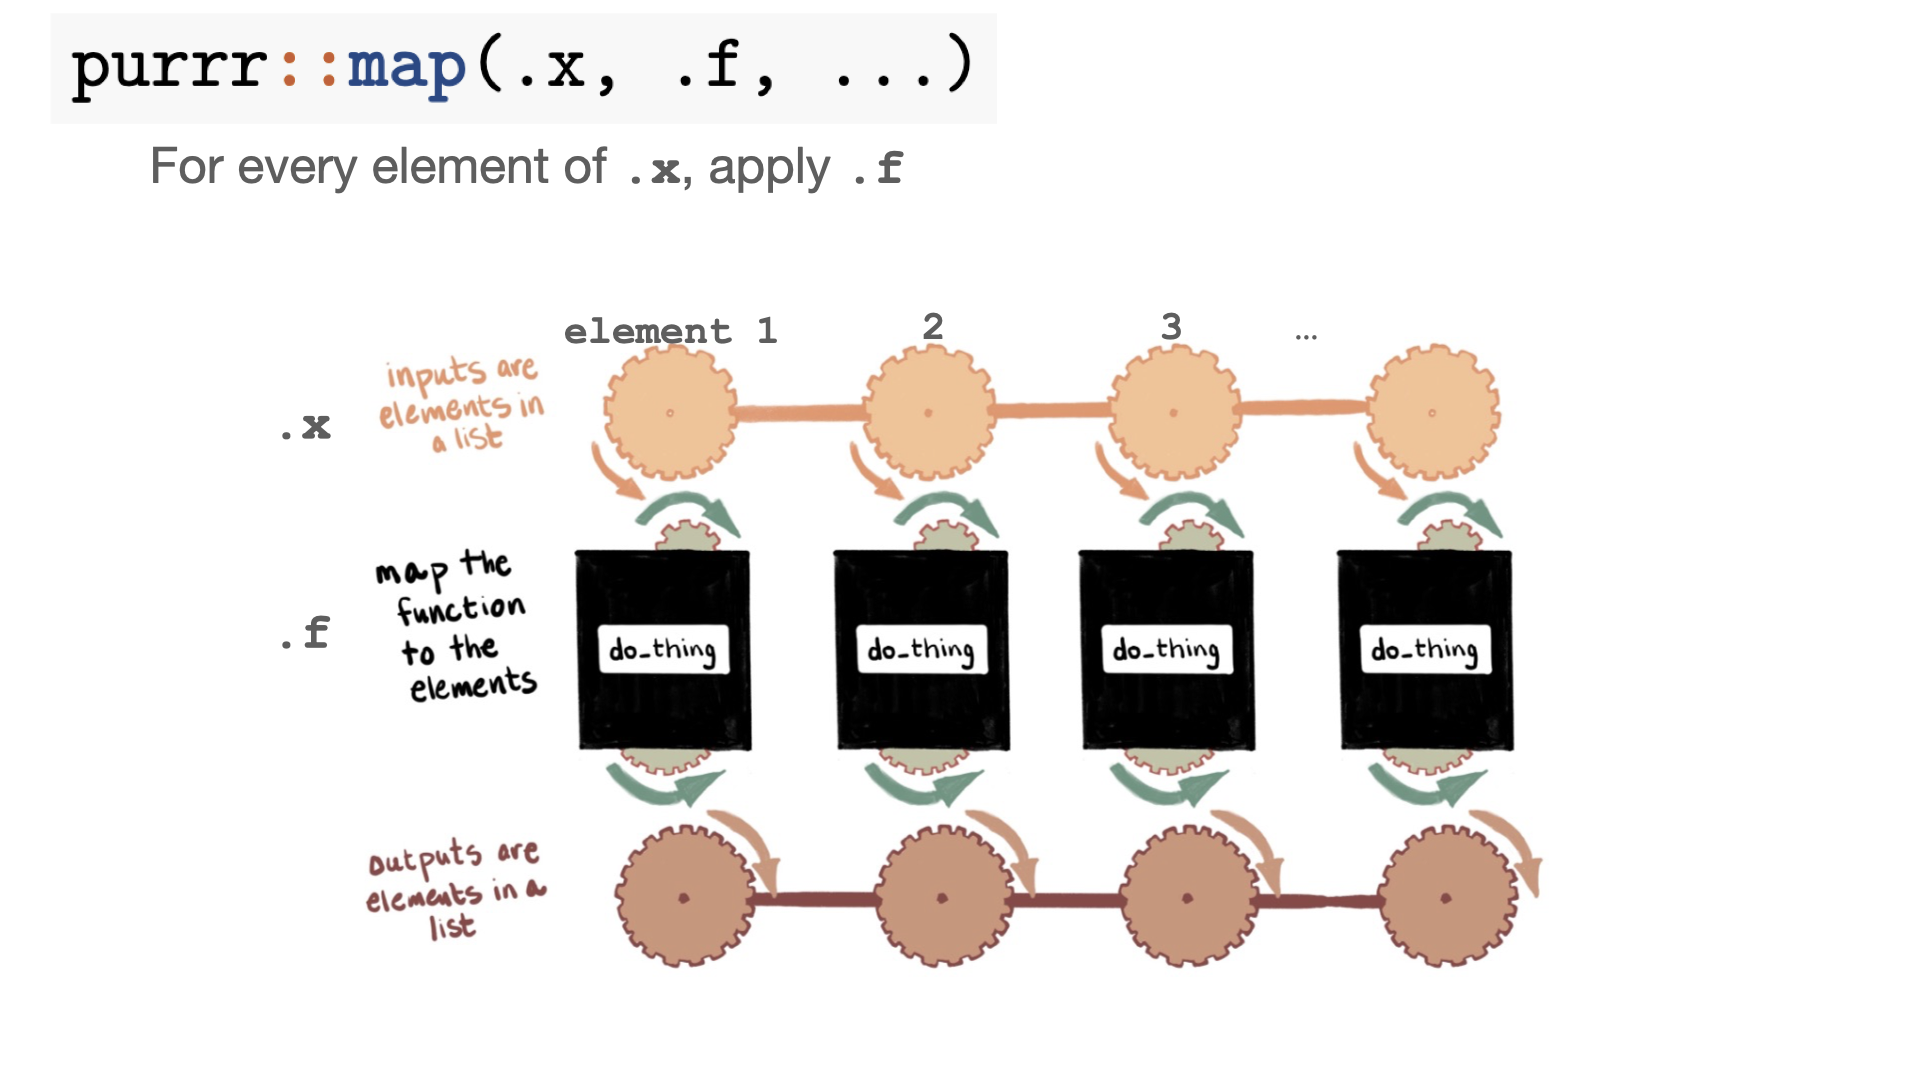 purrr::map(.x, .f, ...)
For every element of .x, apply .f
element 1 2 3 …
.x
inputs are
elements in
a list
.f
map the
function
to the
elements
do_thing do_thing do_thing do_thing
outputs are
elements in a
list